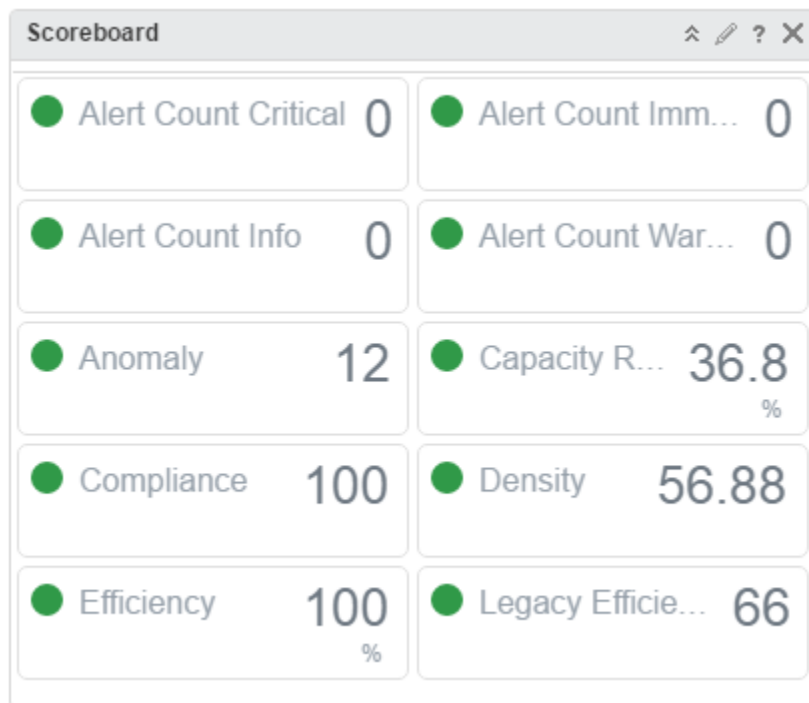 Scoreboard ?
Alert Count Critical 0
Alert Count Imm... 0
Alert Count Info 0
Alert Count War... 0
Anomaly 12
Capacity R... 36.8
%
Compliance 100
Density 56.88
Efficiency 100
%
Legacy Efficie... 66